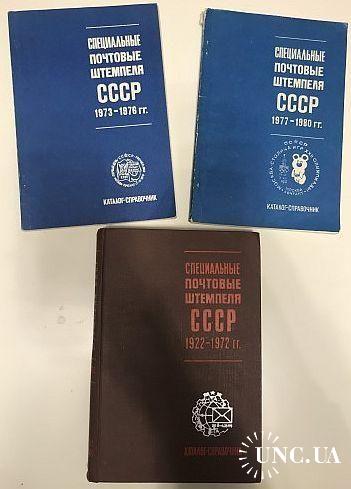 СПЕЦИАЛЬНЫЕ
ПОЧТОВЫЕ
ШТЕМПЕЛЯ
СССР
1973–1976 гг.
КАТАЛОГ-СПРАВОЧНИК
СПЕЦИАЛЬНЫЕ
ПОЧТОВЫЕ
ШТЕМПЕЛЯ
СССР
1977–1980 гг.
КАТАЛОГ-СПРАВОЧНИК
СПЕЦИАЛЬНЫЕ
ПОЧТОВЫЕ
ШТЕМПЕЛЯ
СССР
1922–1972 гг.
КАТАЛОГ-СПРАВОЧНИК
UNC.UA